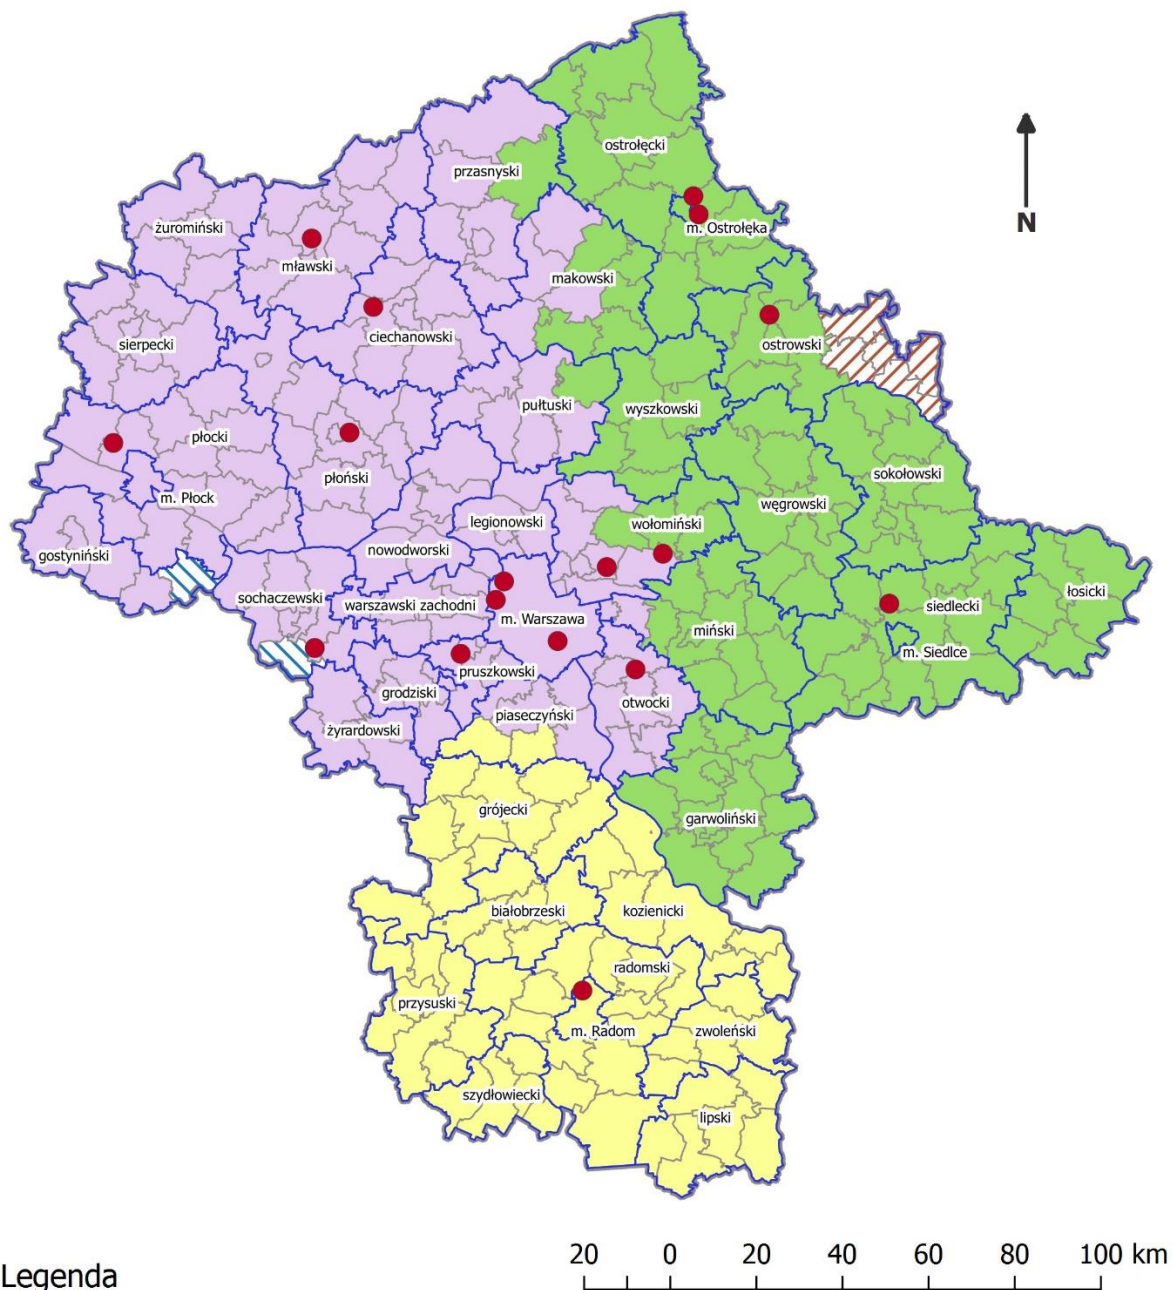 ostrołęcki
przasnyski
N
m. Ostrołęka
żuromiński
mławski
makowski
ciechanowski
sierpecki
ostrowski
pułtuski
wyszkowski
płocki
sokołowski
płoński
m. Płock
węgrowski
legionowski
wołomiński
nowodworski
gostyniński
sochaczewski
warszawski zachodni
m. Warszawa
siedlecki
łosicki
miński
m. Siedlce
pruszkowski
grodziski
otwocki
piaseczyński
żyrardowski
grójecki
garwoliński
białobrzeski
kozienicki
radomski
przysuski
m. Radom
zwoleński
szydłowiecki
lipski
20 0 20 40 60 80 100 km
Legenda